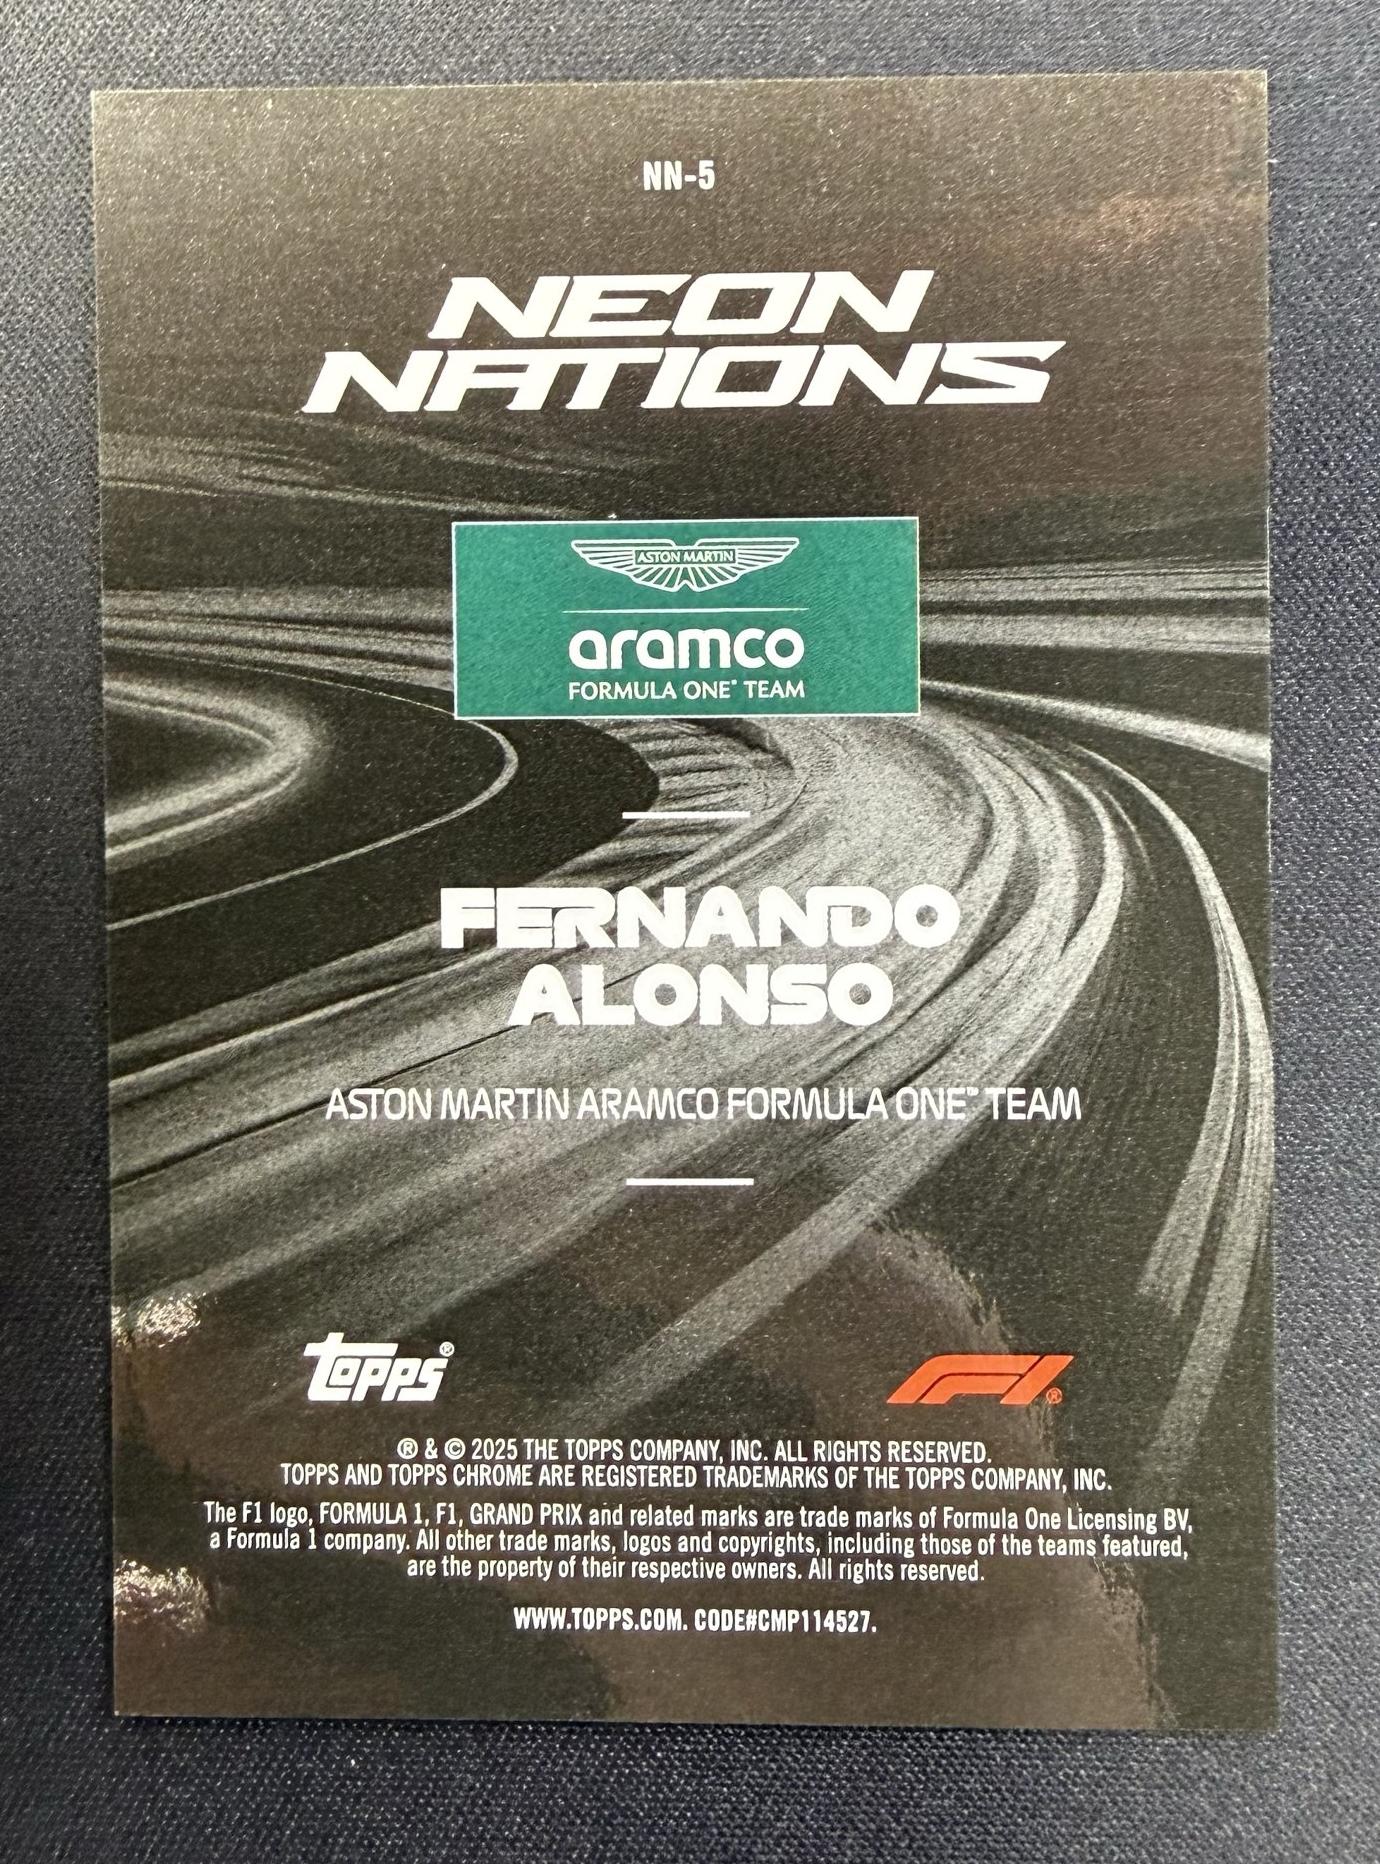 NN-5
NEON
NATIONS
ASTON MARTIN
aramco
FORMULA ONE® TEAM
FERNANDO
ALONSO
ASTON MARTIN ARAMCO FORMULA ONE™ TEAM
topps®
F1®
® & © 2025 THE TOPPS COMPANY, INC. ALL RIGHTS RESERVED.
TOPPS AND TOPPS CHROME ARE REGISTERED TRADEMARKS OF THE TOPPS COMPANY, INC.
The F1 logo, FORMULA 1, F1, GRAND PRIX and related marks are trade marks of Formula One Licensing BV,
a Formula 1 company. All other trade marks, logos and copyrights, including those of the teams featured,
are the property of their respective owners. All rights reserved.
WWW.TOPPS.COM. CODE#CMP114527.